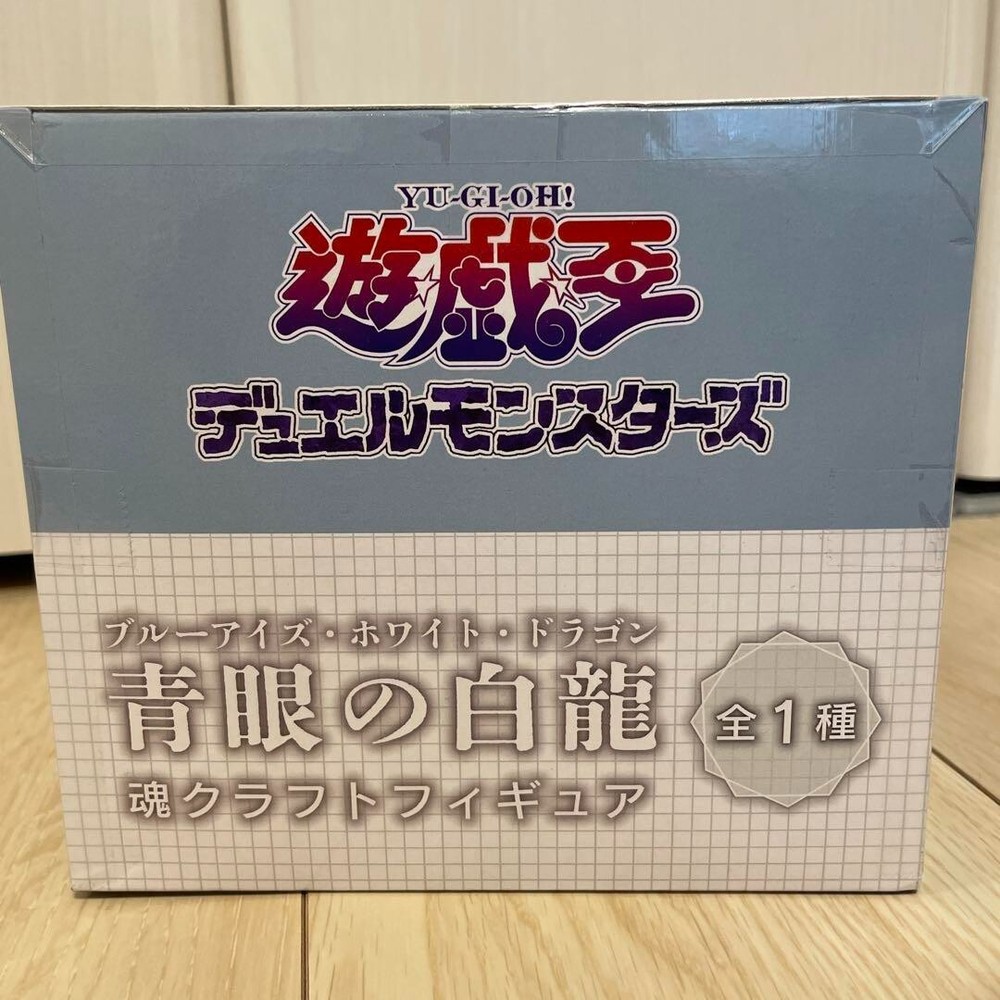 YU-GI-OH!
遊戯王
デュエルモンスターズ
ブルーアイズ・ホワイト・ドラゴン
青眼の白龍
魂クラフトフィギュア
全1種